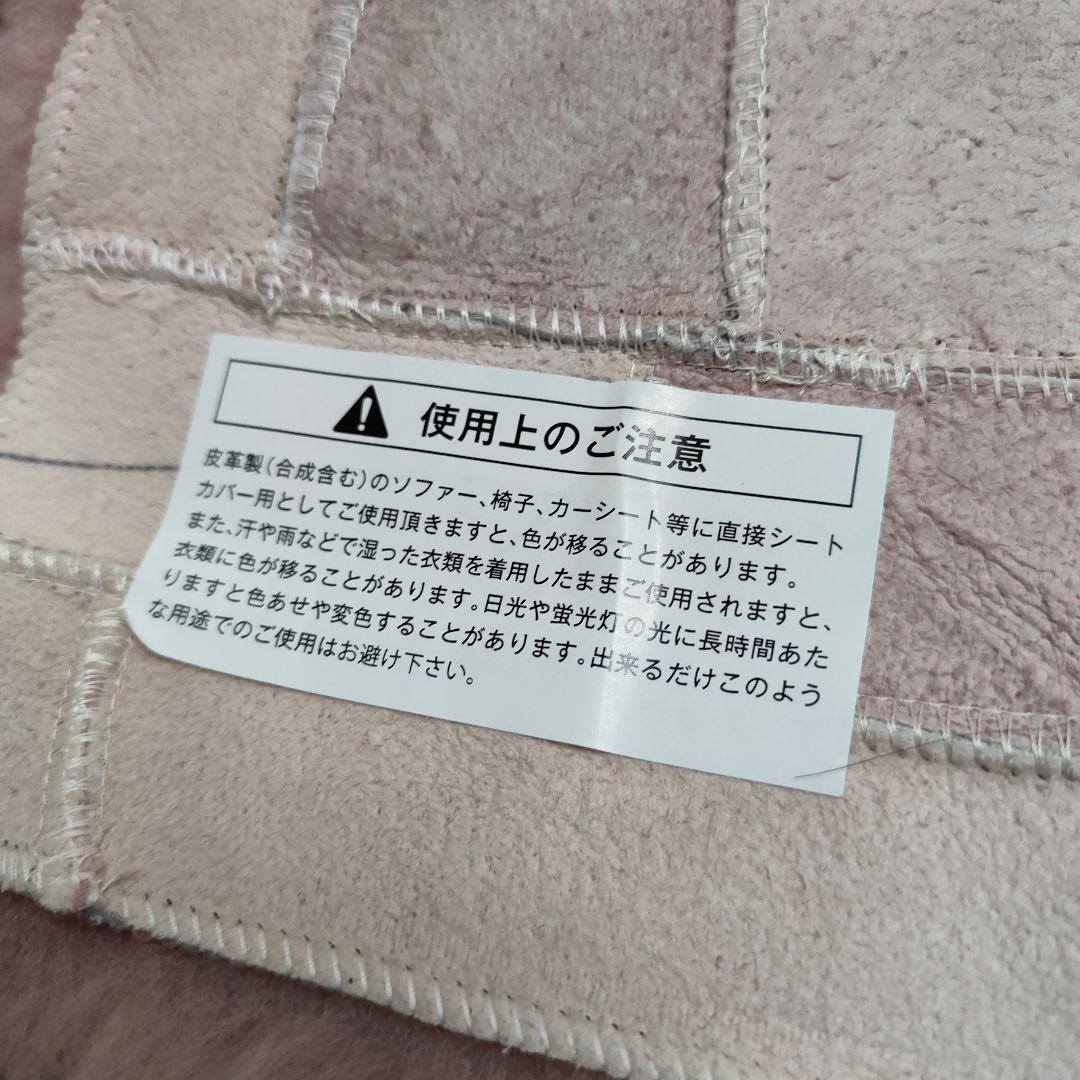 使用上のご注意
皮革製(合成含む)のソファー、椅子、カーシート等に直接シート
カバー用としてご使用頂きますと、色が移ることがあります。
また、汗や雨などで湿った衣類を着用したままご使用されますと、
衣類に色が移ることがあります。日光や蛍光灯の光に長時間あた
りますと色あせや変色することがあります。出来るだけこのよう
な用途でのご使用はお避け下さい。